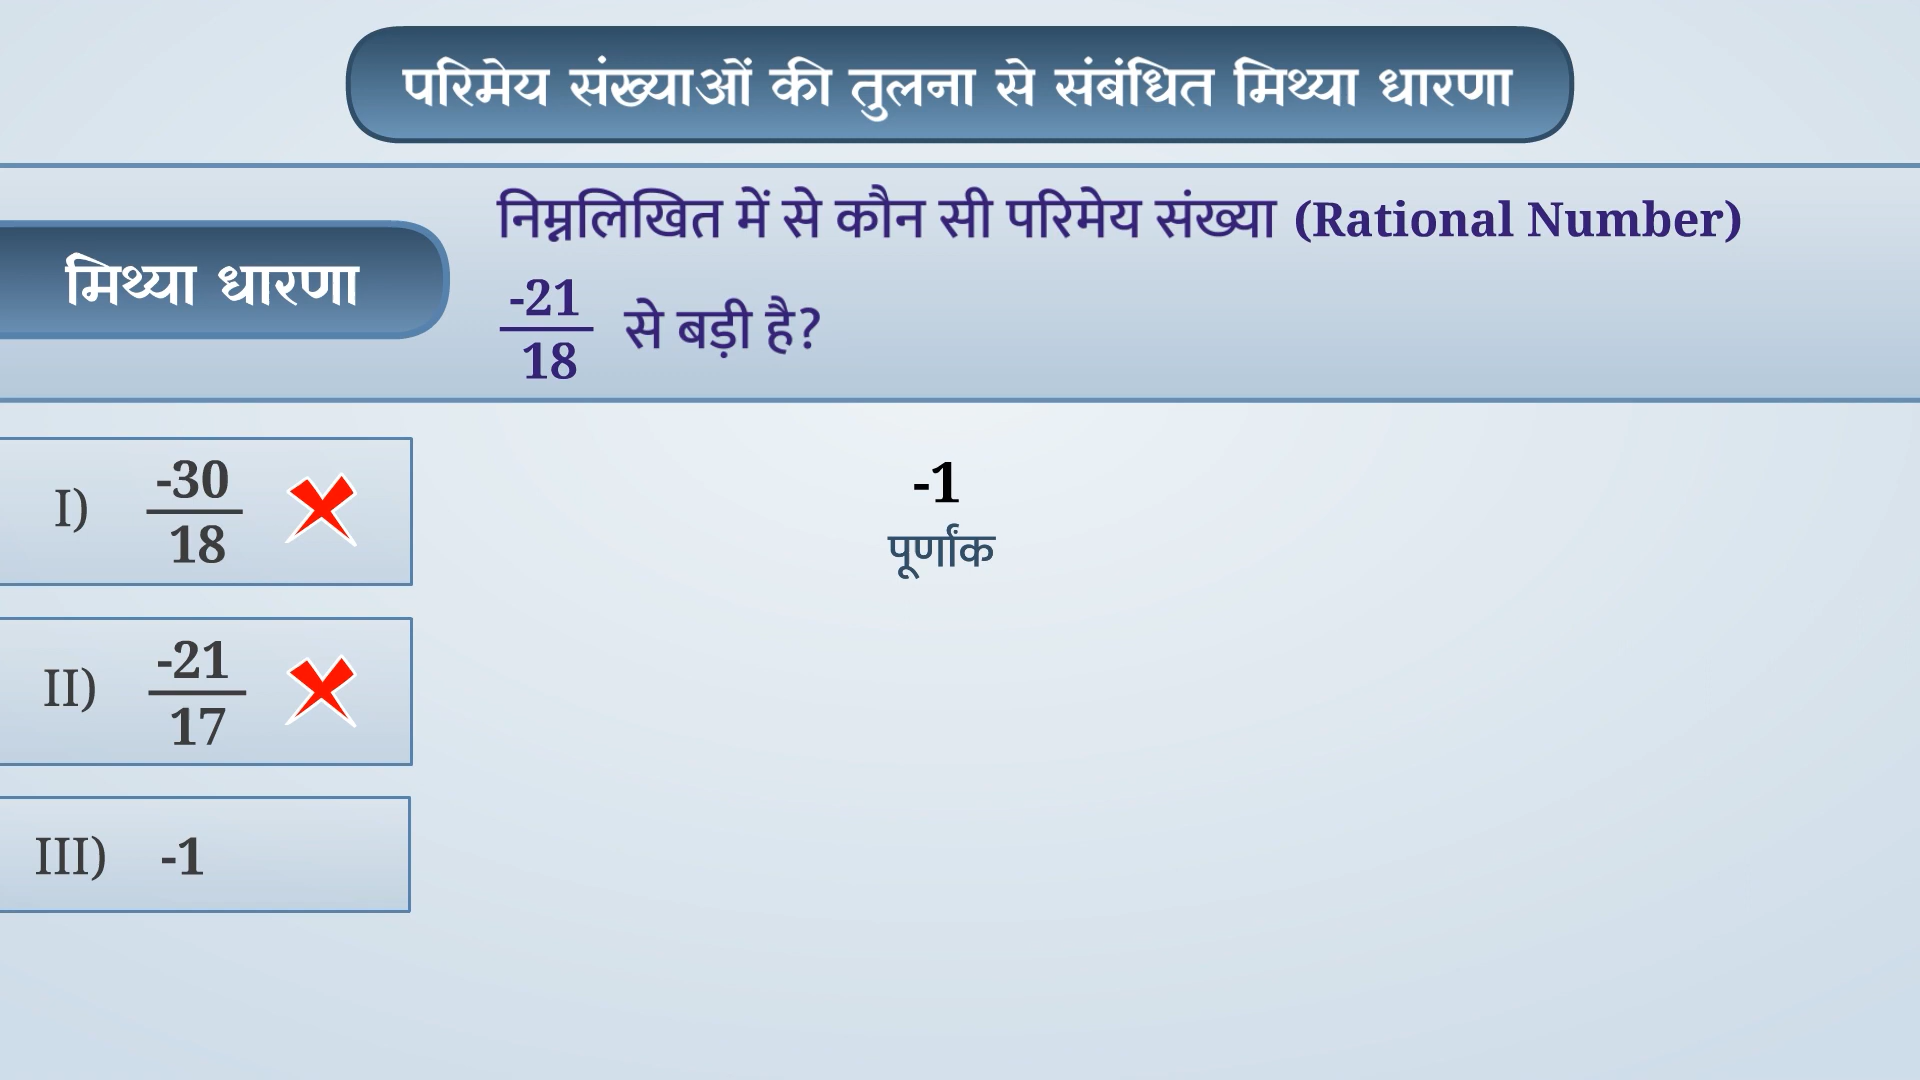 परिमेय संख्याओं की तुलना से संबंधित मिथ्या धारणा
मिथ्या धारणा
निम्नलिखित में से कौन सी परिमेय संख्या (Rational Number)
-21
18
से बड़ी है?
I)
-30
18
-1
पूर्णांक
II)
-21
17
III) -1